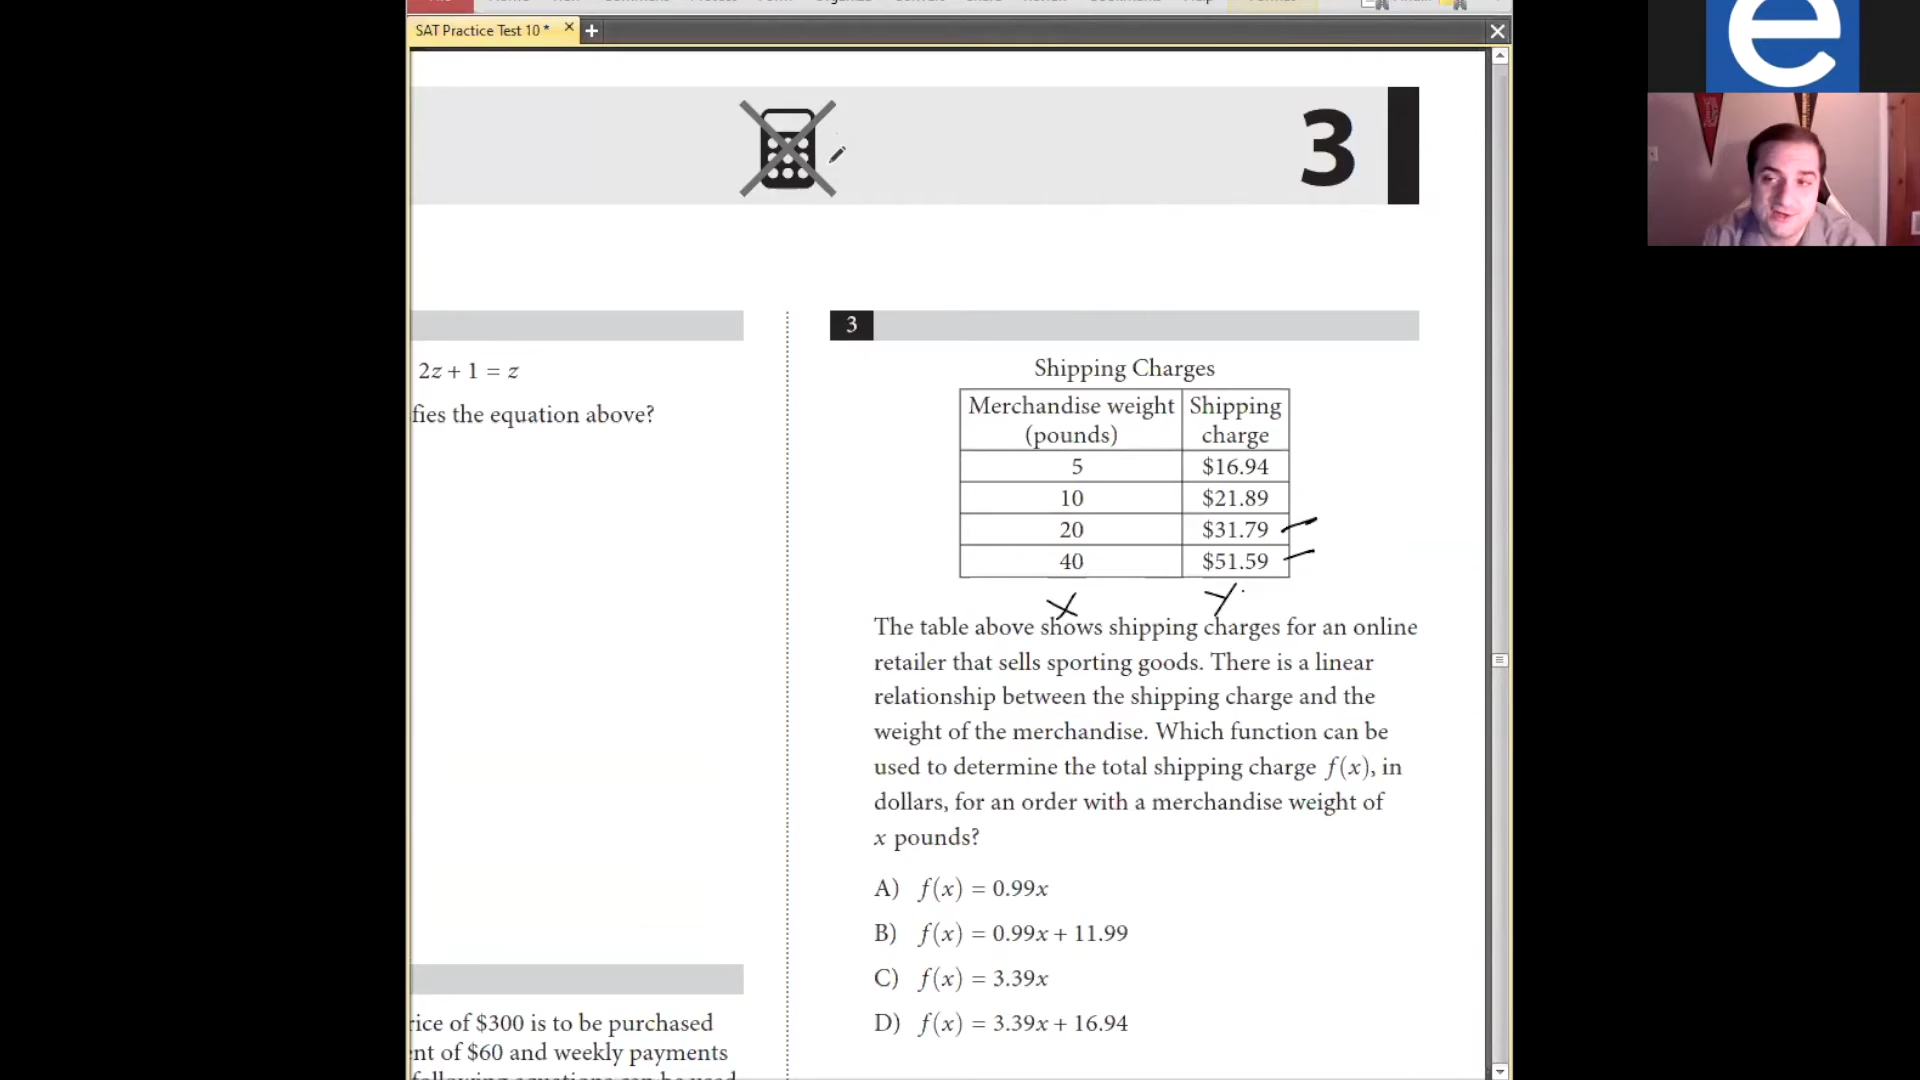 SAT Practice Test 10 *
3
2z + 1 = z
fies the equation above?
rice of $300 is to be purchased
nt of $60 and weekly payments
3
Shipping Charges
Merchandise weight (pounds) Shipping charge
5 $16.94
10 $21.89
20 $31.79
40 $51.59
X Y
The table above shows shipping charges for an online
retailer that sells sporting goods. There is a linear
relationship between the shipping charge and the
weight of the merchandise. Which function can be
used to determine the total shipping charge f(x), in
dollars, for an order with a merchandise weight of
x pounds?
A) f(x) = 0.99x
B) f(x) = 0.99x + 11.99
C) f(x) = 3.39x
D) f(x) = 3.39x + 16.94
e